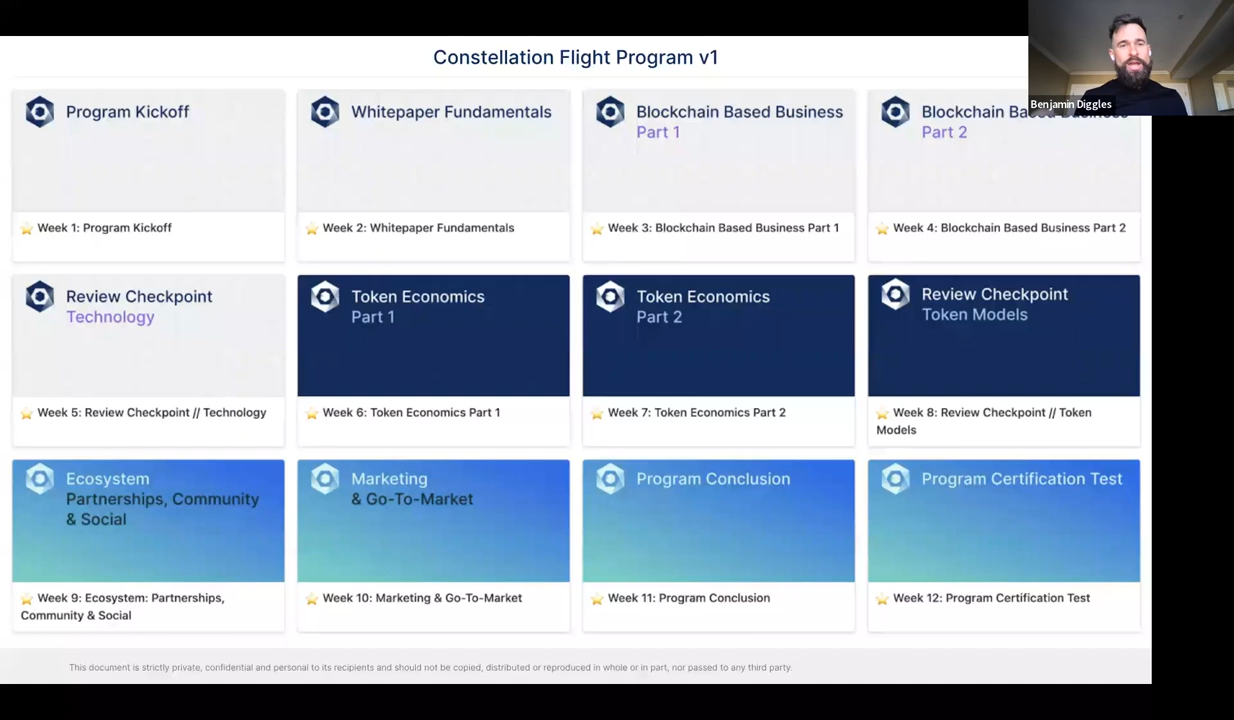 Constellation Flight Program v1
Benjamin Diggles
Program Kickoff
Whitepaper Fundamentals
Blockchain Based Business
Part 1
Blockchain Based Business
Part 2
Week 1: Program Kickoff
Week 2: Whitepaper Fundamentals
Week 3: Blockchain Based Business Part 1
Week 4: Blockchain Based Business Part 2
Review Checkpoint
Technology
Token Economics
Part 1
Token Economics
Part 2
Review Checkpoint
Token Models
Week 5: Review Checkpoint // Technology
Week 6: Token Economics Part 1
Week 7: Token Economics Part 2
Week 8: Review Checkpoint // Token
Models
Ecosystem
Partnerships, Community
& Social
Marketing
& Go-To-Market
Program Conclusion
Program Certification Test
Week 9: Ecosystem: Partnerships,
Community & Social
Week 10: Marketing & Go-To-Market
Week 11: Program Conclusion
Week 12: Program Certification Test
This document is strictly private, confidential and personal to its recipients and should not be copied, distributed or reproduced in whole or in part, nor passed to any third party.